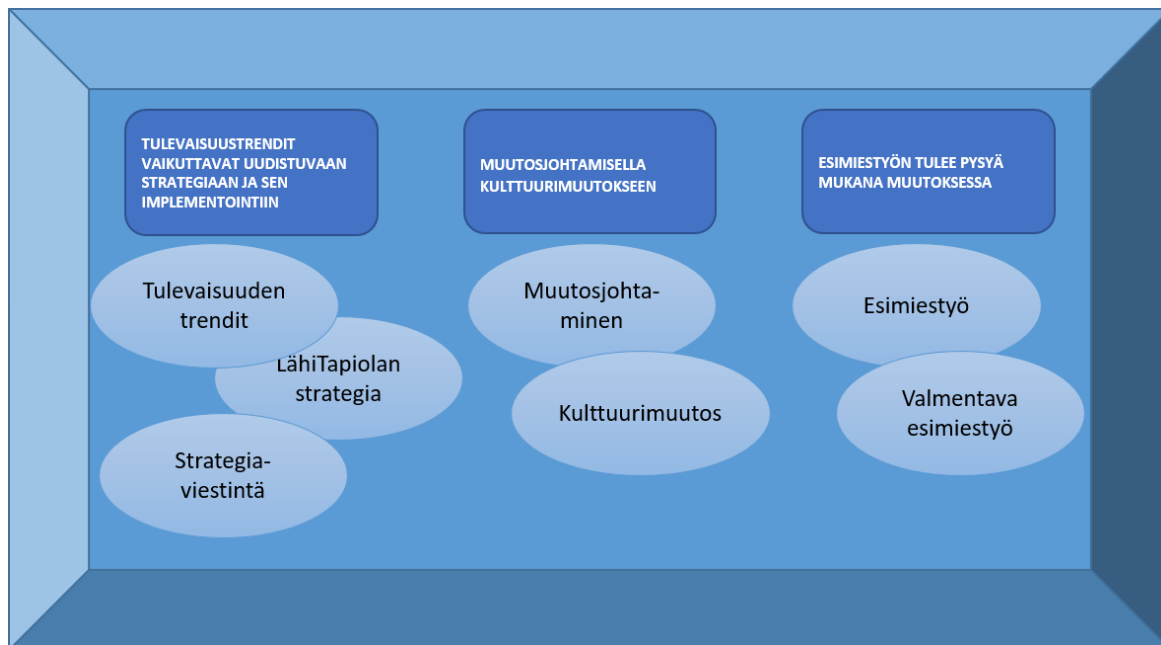 TULEVAISUUSTRENDIT
VAIKUTTAVAT UUDISTUVAAN
STRATEGIAAN JA SEN
IMPLEMENTOINTIIN
Tulevaisuuden
trendit
LähiTapiolan
strategia
Strategia-
viestintä
MUUTOSJOHTAMISELLA
KULTTUURIMUUTOKSEEN
Muutosjohta-
minen
Kulttuurimuutos
ESIMIESTYÖN TULEE PYSYÄ
MUKANA MUUTOKSESSA
Esimiestyö
Valmentava
esimiestyö